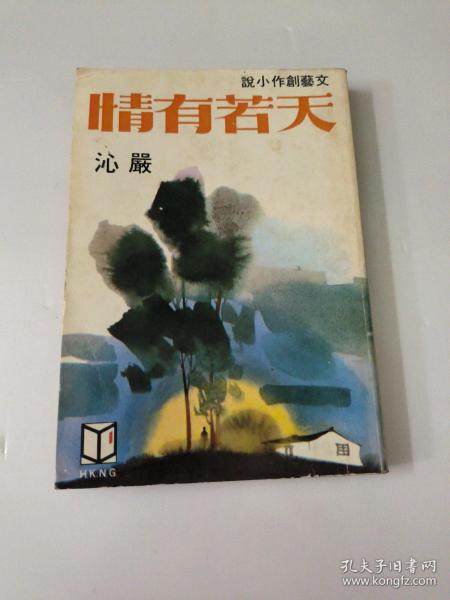 文藝創作小說
天若有情
嚴沁
HKNG
孔夫子旧书网
www.kongfz.com